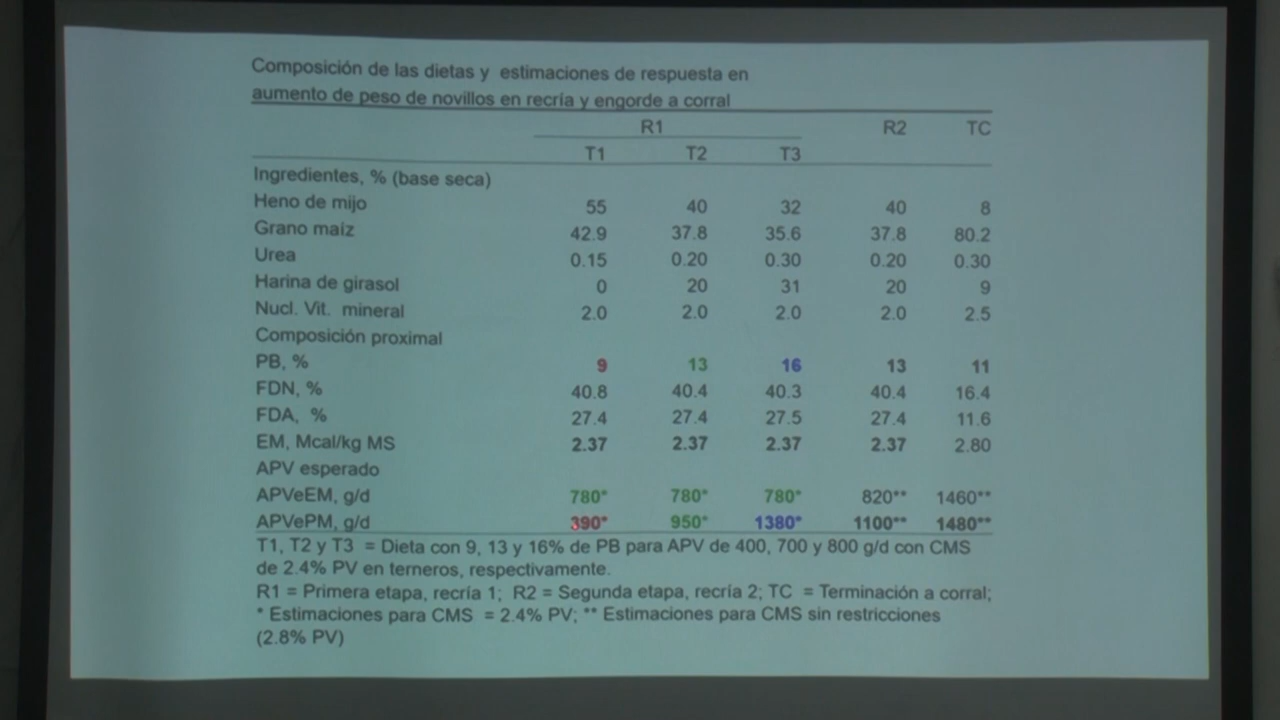 Composición de las dietas y estimaciones de respuesta en
aumento de peso de novillos en recría y engorde a corral
R1 R2 TC
T1 T2 T3
Ingredientes, % (base seca)
Heno de mijo 55 40 32 40 8
Grano maíz 42.9 37.8 35.6 37.8 80.2
Urea 0.15 0.20 0.30 0.20 0.30
Harina de girasol 0 20 31 20 9
Nucl. Vit. mineral 2.0 2.0 2.0 2.0 2.5
Composición proximal
PB, % 9 13 16 13 11
FDN, % 40.8 40.4 40.3 40.4 16.4
FDA, % 27.4 27.4 27.5 27.4 11.6
EM, Mcal/kg MS 2.37 2.37 2.37 2.37 2.80
APV esperado
APVeEM, g/d 780* 780* 780* 820** 1460**
APVePM, g/d 390* 950* 1380* 1100** 1480**
T1, T2 y T3 = Dieta con 9, 13 y 16% de PB para APV de 400, 700 y 800 g/d con CMS
de 2.4% PV en terneros, respectivamente.
R1 = Primera etapa, recría 1; R2 = Segunda etapa, recría 2; TC = Terminación a corral;
* Estimaciones para CMS = 2.4% PV; ** Estimaciones para CMS sin restricciones
(2.8% PV)